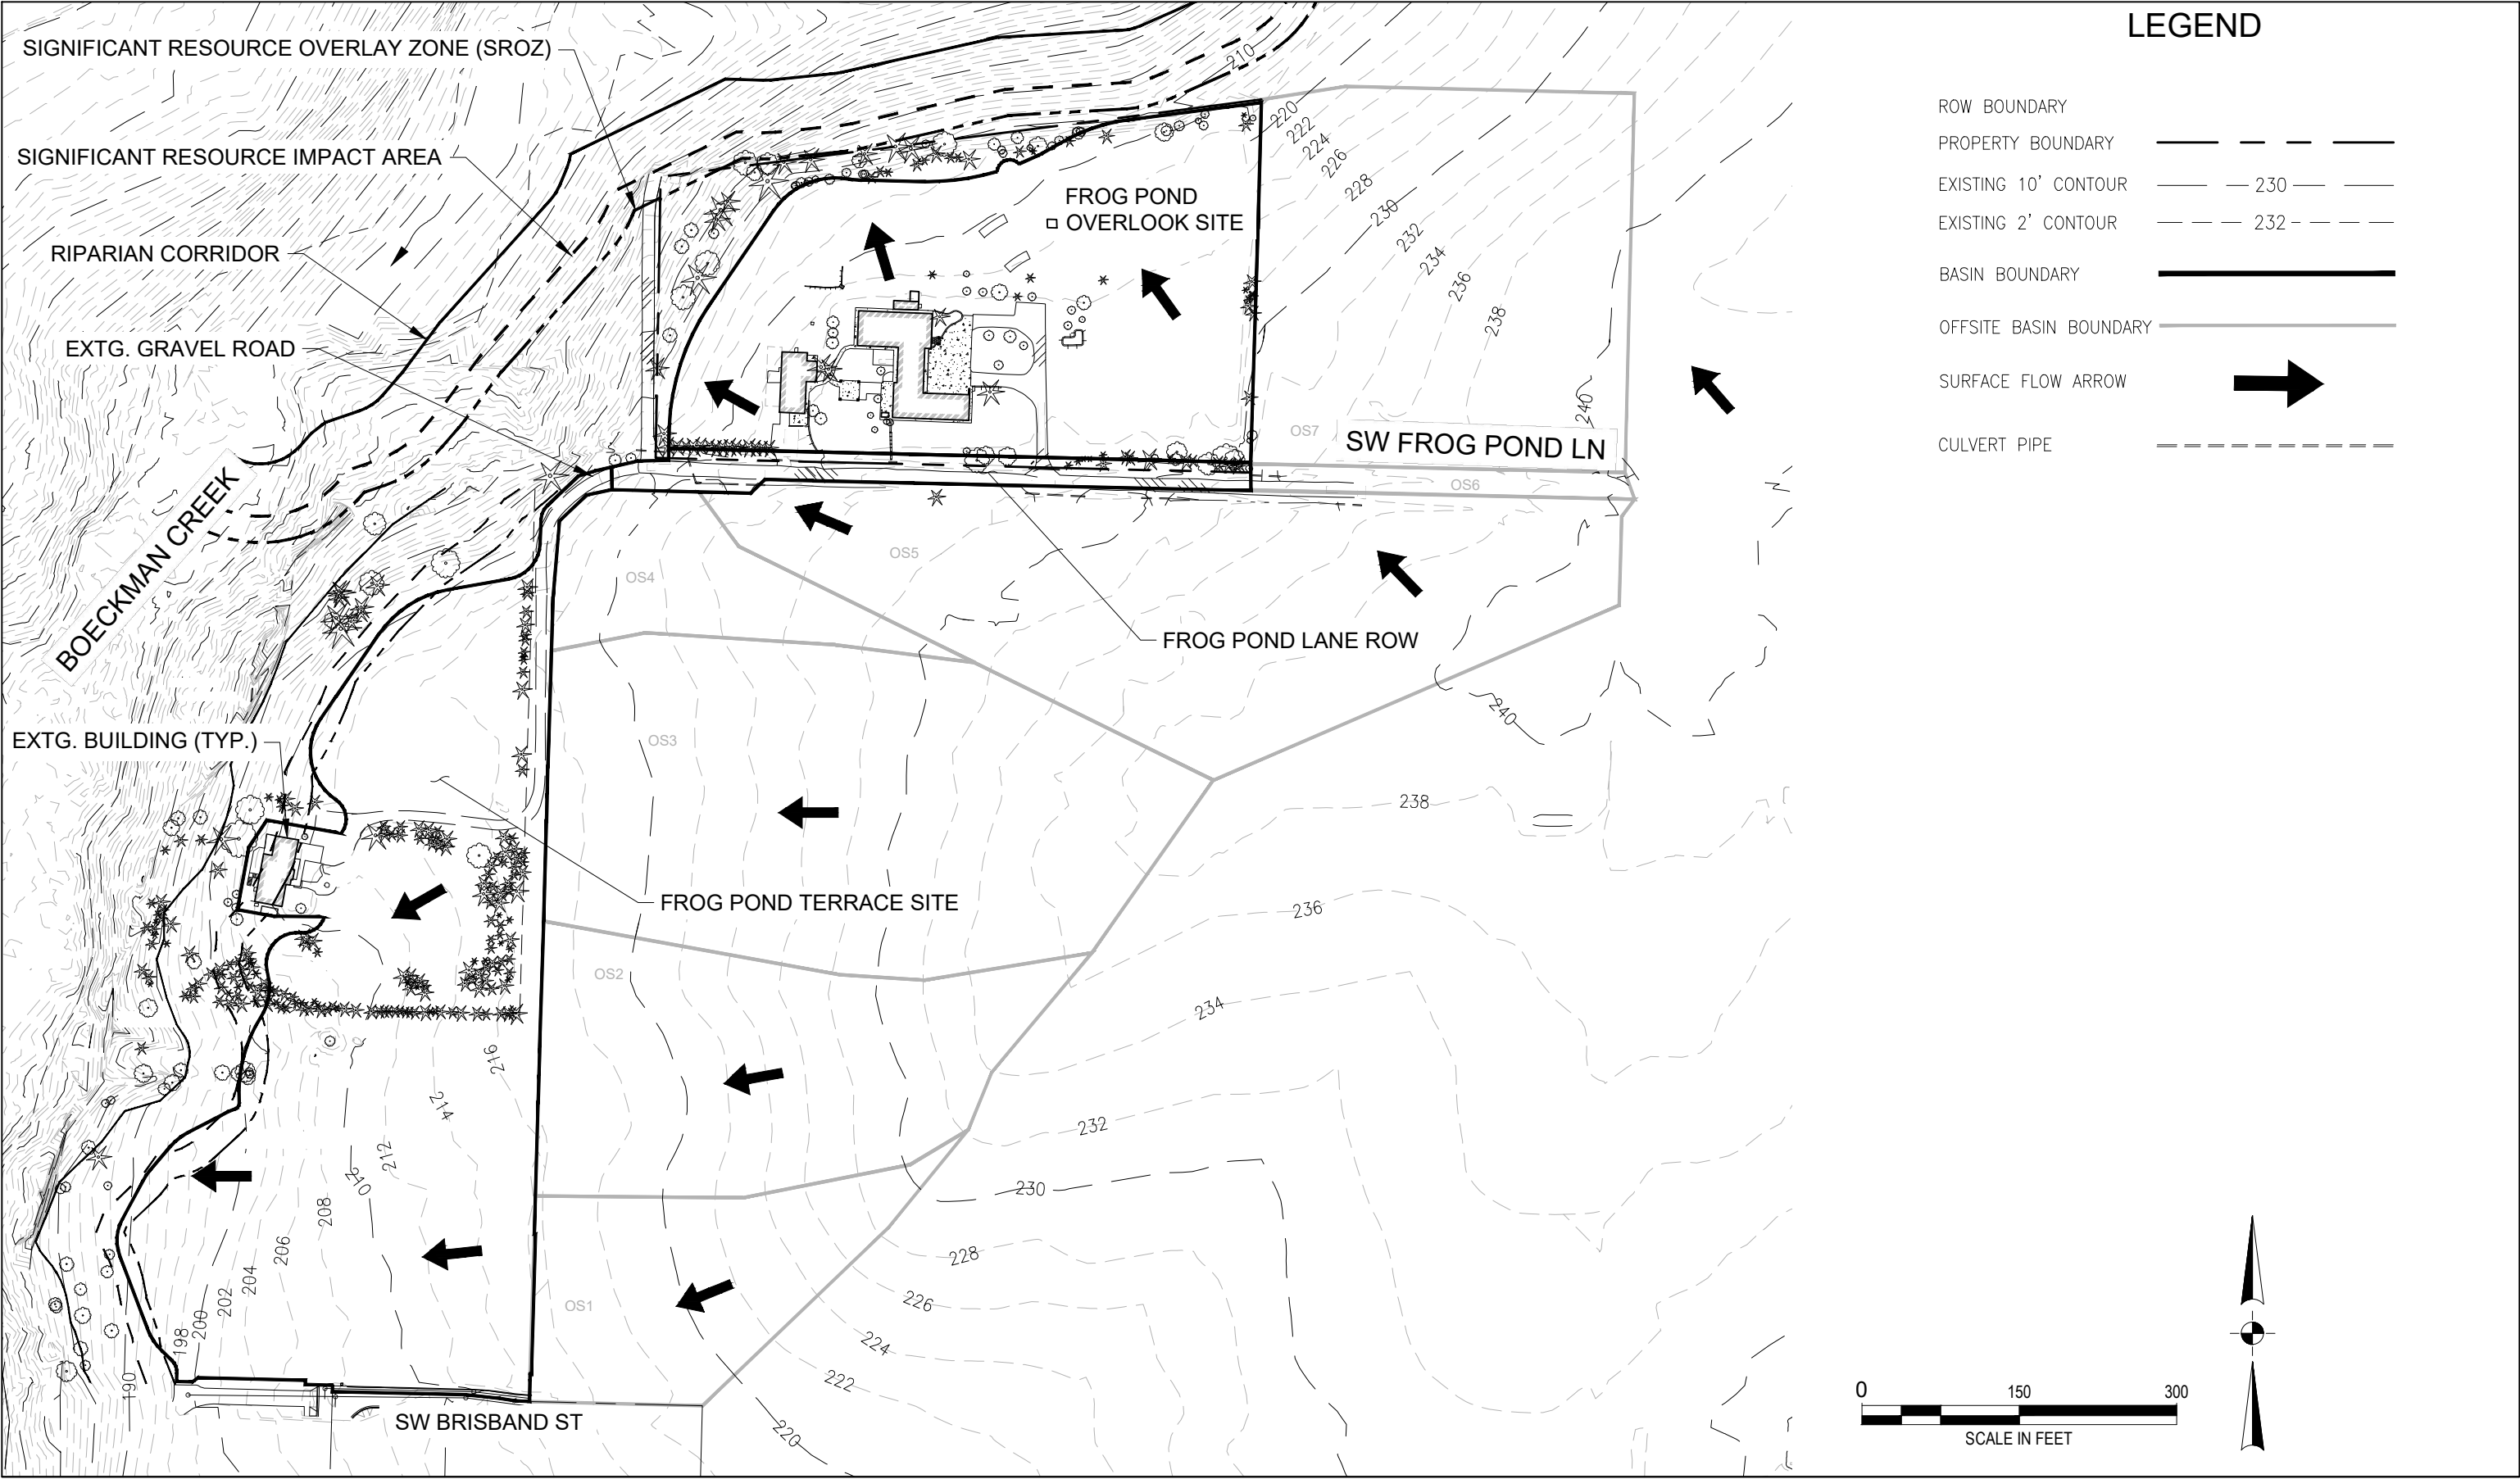 LEGEND
SIGNIFICANT RESOURCE OVERLAY ZONE (SROZ)
210
ROW BOUNDARY
220
222
PROPERTY BOUNDARY
SIGNIFICANT RESOURCE IMPACT AREA
224
226
EXISTING 10' CONTOUR
230
228
FROG POND
OVERLOOK SITE
230
EXISTING 2' CONTOUR
232
232
RIPARIAN CORRIDOR
234
BASIN BOUNDARY
236
238
OFFSITE BASIN BOUNDARY
EXTG. GRAVEL ROAD
SURFACE FLOW ARROW
240
OS7
SW FROG POND LN
CULVERT PIPE
OS6
BOECKMAN CREEK
OS5
OS4
FROG POND LANE ROW
240
EXTG. BUILDING (TYP.)
OS3
238
FROG POND TERRACE SITE
236
OS2
234
216
214
232
212
210
230
208
206
228
204
202
OS1
226
200
198
224
190
222
220
SW BRISBAND ST
0
150
300
SCALE IN FEET